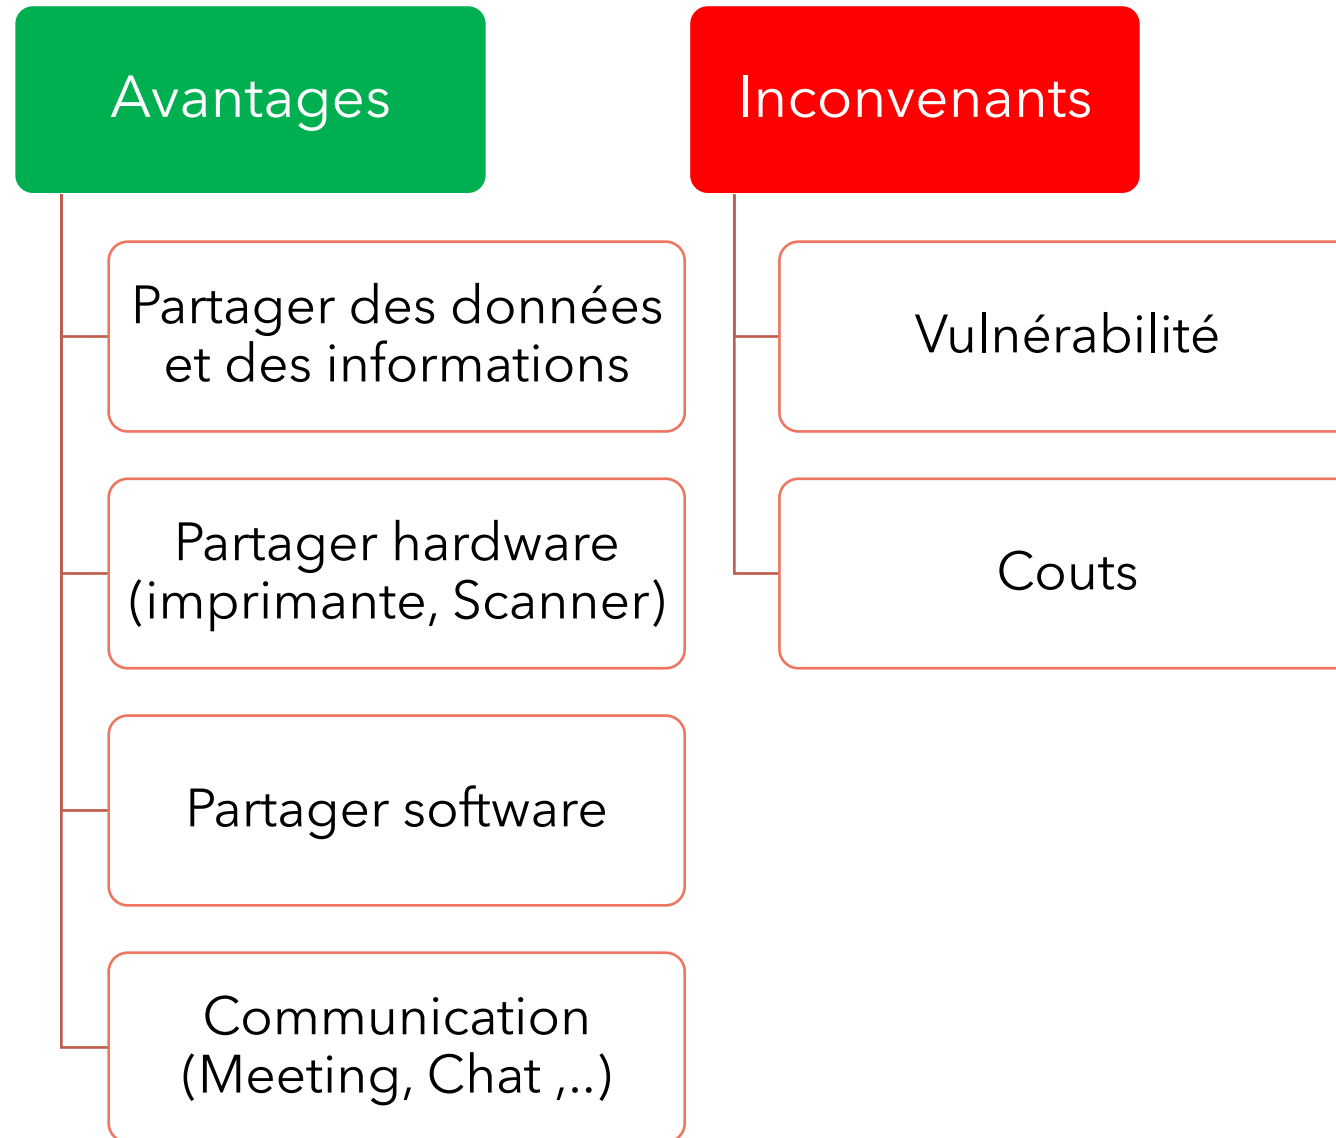 Avantages
Partager des données
et des informations
Partager hardware
(imprimante, Scanner)
Partager software
Communication
(Meeting, Chat ,..)
Inconvenants
Vulnérabilité
Couts